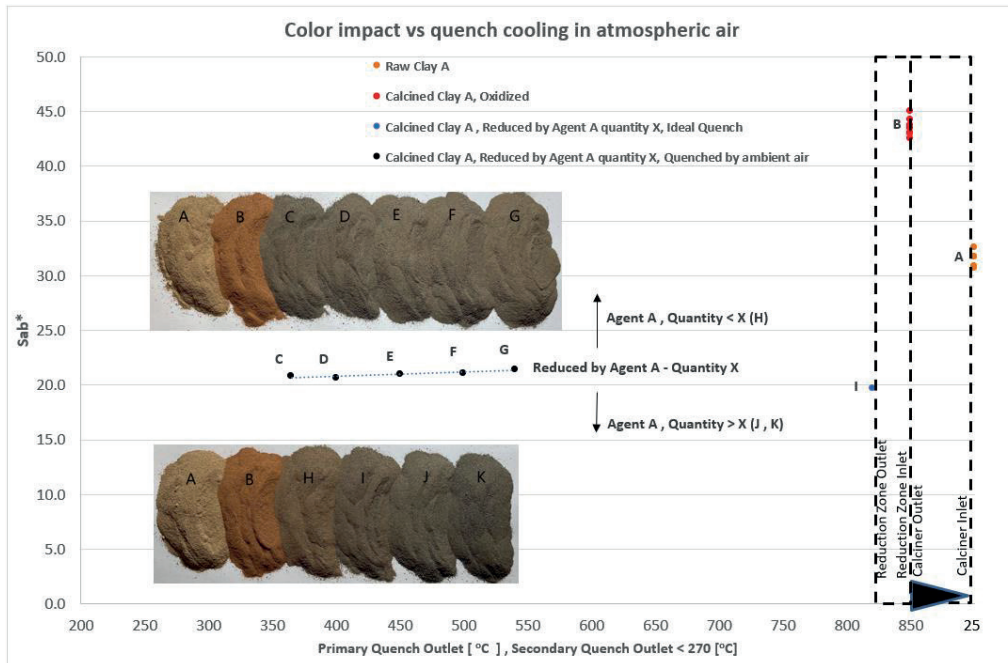 Color impact vs quench cooling in atmospheric air
50.0
45.0
40.0
35.0
30.0
25.0
20.0
15.0
10.0
5.0
0.0
Sab*
Raw Clay A
Calcined Clay A, Oxidized
Calcined Clay A , Reduced by Agent A quantity X, Ideal Quench
Calcined Clay A, Reduced by Agent A quantity X, Quenched by ambient air
B
A
A B C D E F G
Agent A , Quantity < X (H)
C D E F G
Reduced by Agent A - Quantity X
I
Agent A , Quantity > X (J , K)
A B H I J K
Reduction Zone Outlet
Reduction Zone Inlet
Calciner Outlet
Calciner Inlet
200 250 300 350 400 450 500 550 600 650 700 750 800 850 25
Primary Quench Outlet [ °C ] , Secondary Quench Outlet < 270 [°C]